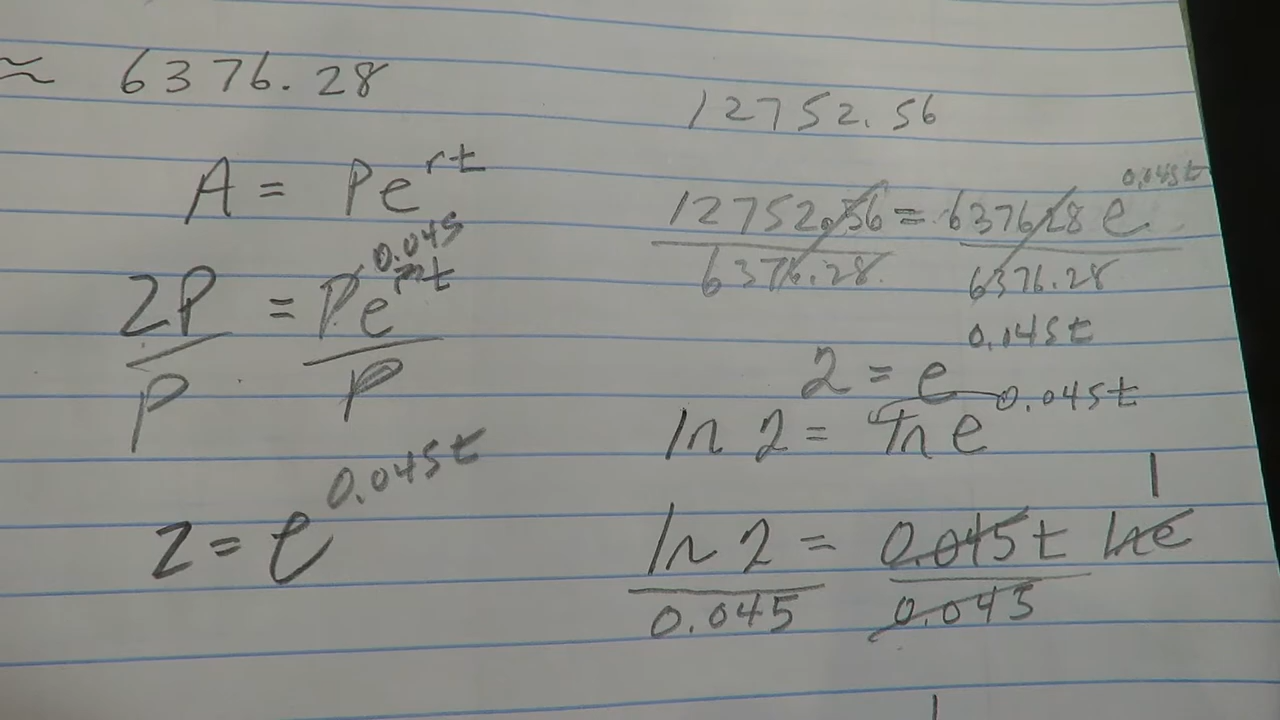 ≈ 6376.28
A = Pe^rt
2P = Pe^0.045t
P P
2 = e^0.045t
12752.56
12752.56 = 6376.28 e^0.045t
6376.28 6376.28
2 = e^0.045t
ln 2 = ln e^0.045t
1
ln 2 = 0.045t ln e
0.045 0.045